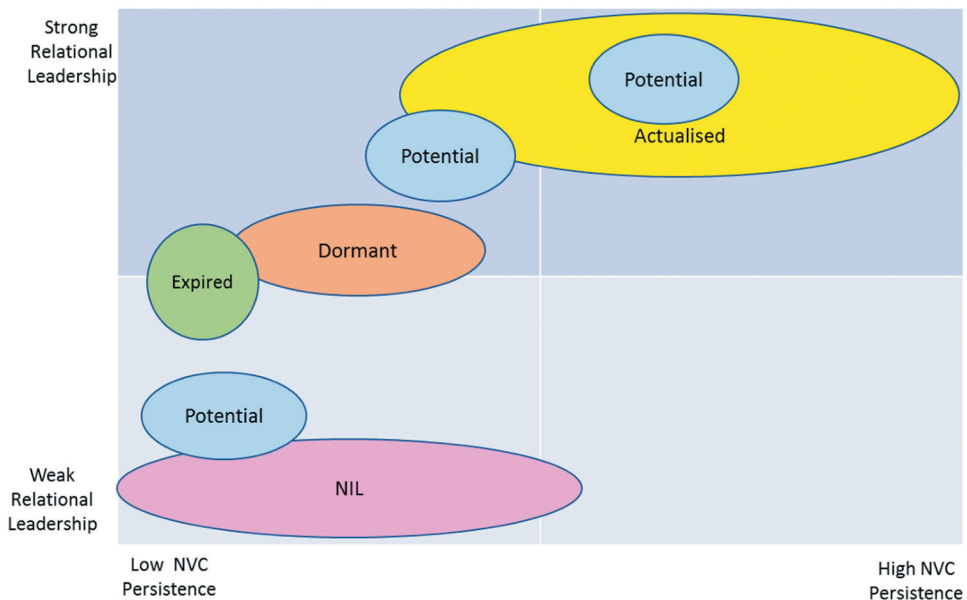 Strong
Relational
Leadership
Potential
Actualised
Potential
Dormant
Expired
Potential
NIL
Weak
Relational
Leadership
Low NVC
Persistence
High NVC
Persistence